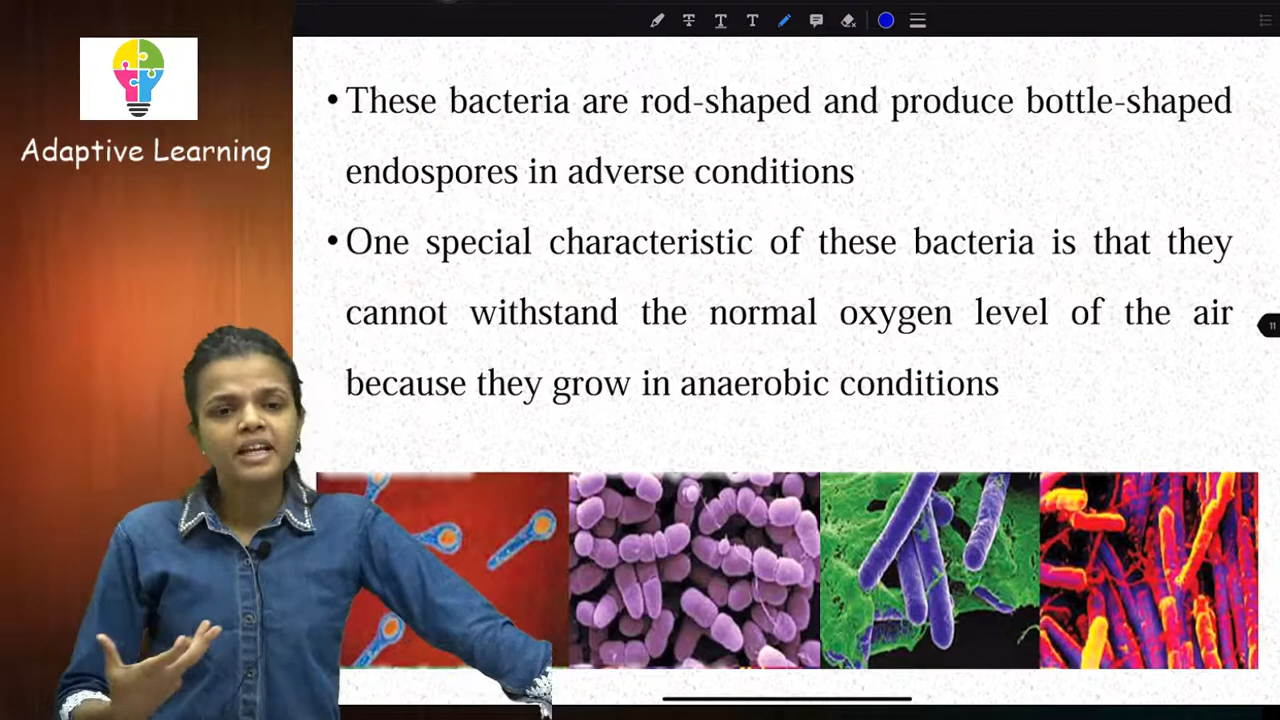 Adaptive Learning
• These bacteria are rod-shaped and produce bottle-shaped
endospores in adverse conditions
• One special characteristic of these bacteria is that they
cannot withstand the normal oxygen level of the air
because they grow in anaerobic conditions
T
T
T
11